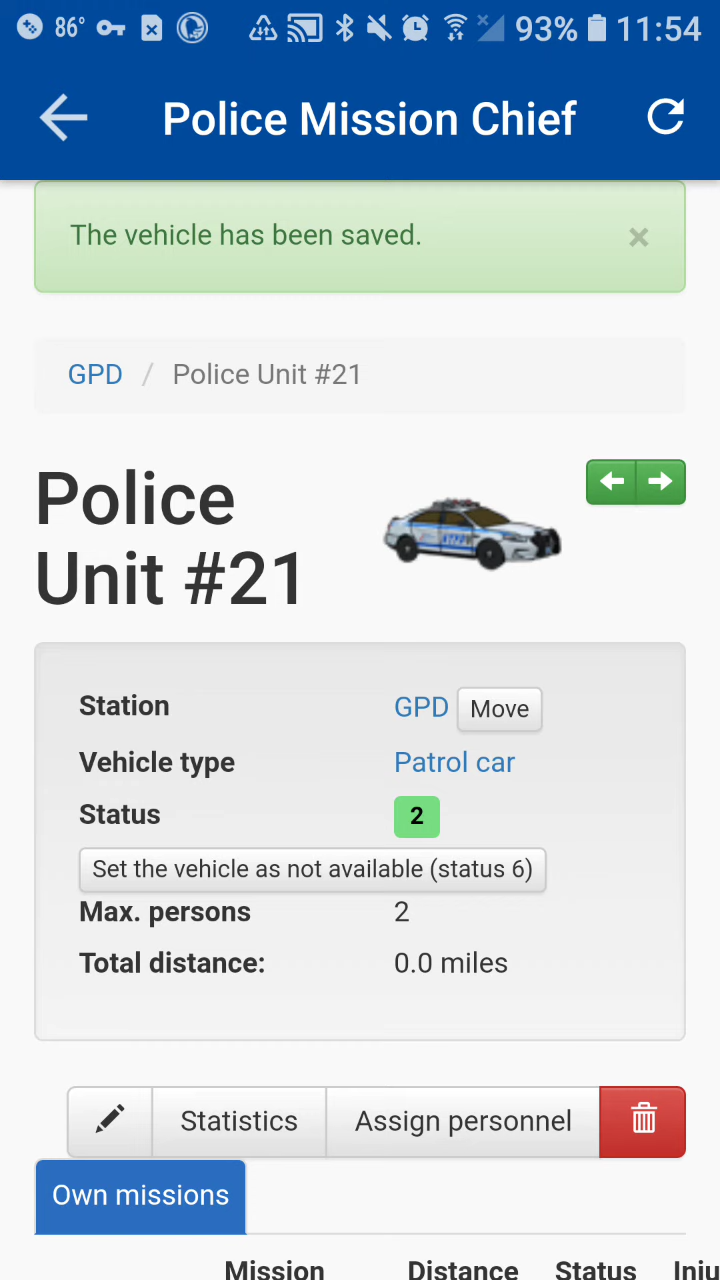 86° 93% 11:54
Police Mission Chief
The vehicle has been saved. ×
GPD / Police Unit #21
Police
Unit #21
Station GPD Move
Vehicle type Patrol car
Status 2
Set the vehicle as not available (status 6)
Max. persons 2
Total distance: 0.0 miles
Statistics Assign personnel
Own missions
Mission Distance Status Inju